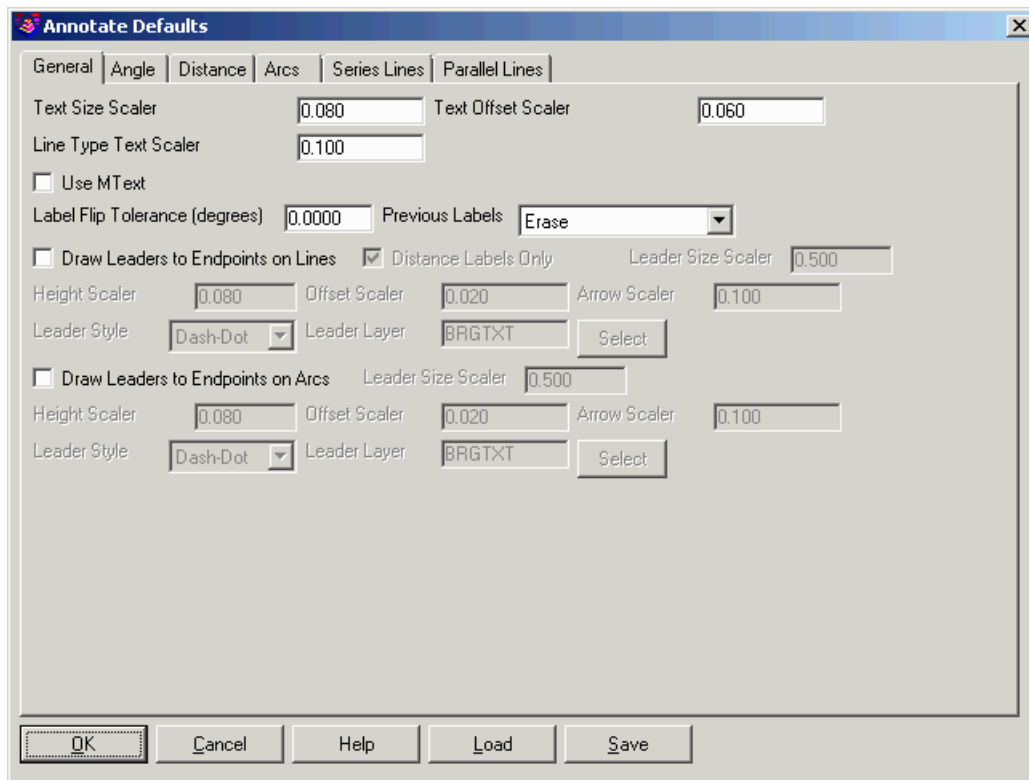 Annotate Defaults
General Angle Distance Arcs Series Lines Parallel Lines
Text Size Scaler 0.080 Text Offset Scaler 0.060
Line Type Text Scaler 0.100
Use MText
Label Flip Tolerance (degrees) 0.0000 Previous Labels Erase
Draw Leaders to Endpoints on Lines Distance Labels Only Leader Size Scaler 0.500
Height Scaler 0.080 Offset Scaler 0.020 Arrow Scaler 0.100
Leader Style Dash-Dot Leader Layer BRGTXT Select
Draw Leaders to Endpoints on Arcs Leader Size Scaler 0.500
Height Scaler 0.080 Offset Scaler 0.020 Arrow Scaler 0.100
Leader Style Dash-Dot Leader Layer BRGTXT Select
OK Cancel Help Load Save